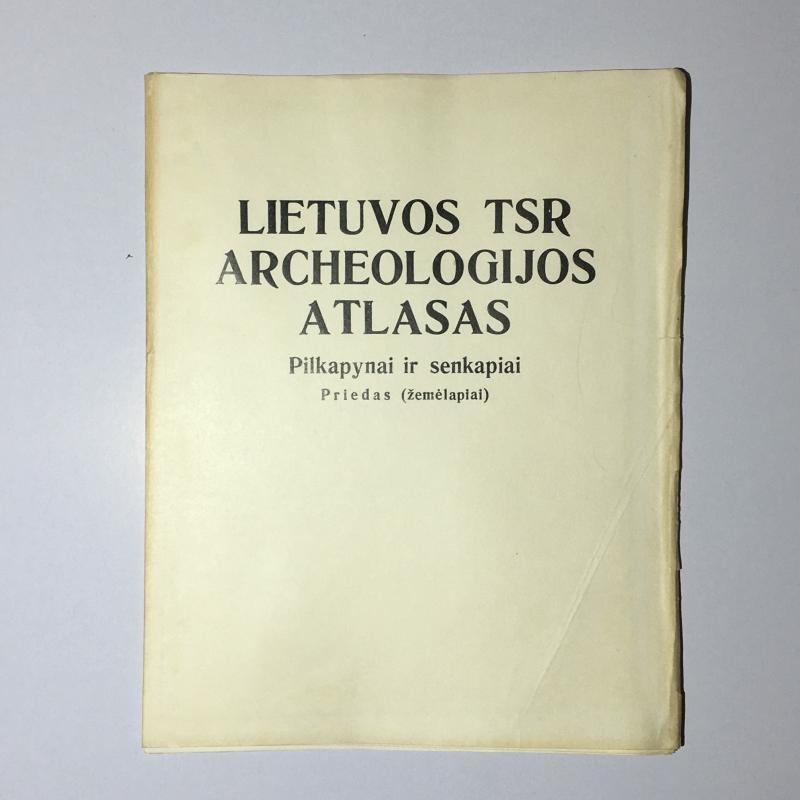 LIETUVOS TSR
ARCHEOLOGIJOS
ATLASAS
Pilkapynai ir senkapiai
Priedas (žemėlapiai)